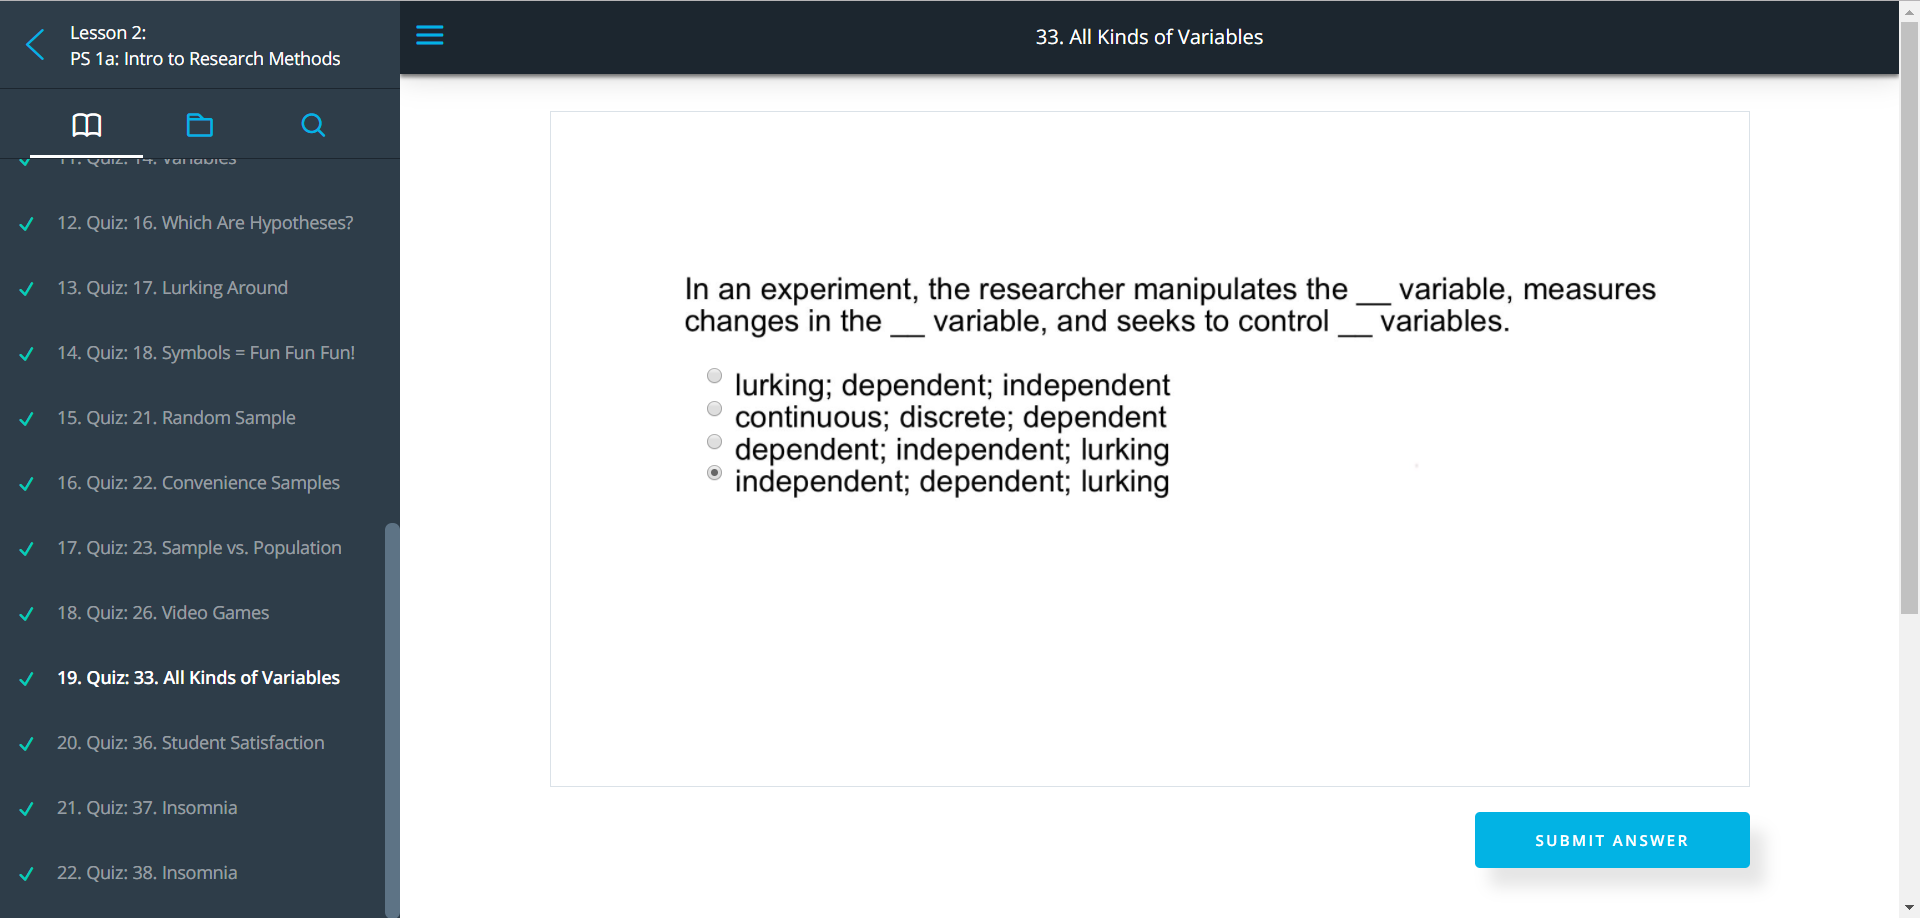 Lesson 2:
PS 1a: Intro to Research Methods
33. All Kinds of Variables
11. Quiz: 14. Variables
12. Quiz: 16. Which Are Hypotheses?
13. Quiz: 17. Lurking Around
14. Quiz: 18. Symbols = Fun Fun Fun!
15. Quiz: 21. Random Sample
16. Quiz: 22. Convenience Samples
17. Quiz: 23. Sample vs. Population
18. Quiz: 26. Video Games
19. Quiz: 33. All Kinds of Variables
20. Quiz: 36. Student Satisfaction
21. Quiz: 37. Insomnia
22. Quiz: 38. Insomnia
In an experiment, the researcher manipulates the __ variable, measures
changes in the __ variable, and seeks to control __ variables.
lurking; dependent; independent
continuous; discrete; dependent
dependent; independent; lurking
independent; dependent; lurking
SUBMIT ANSWER